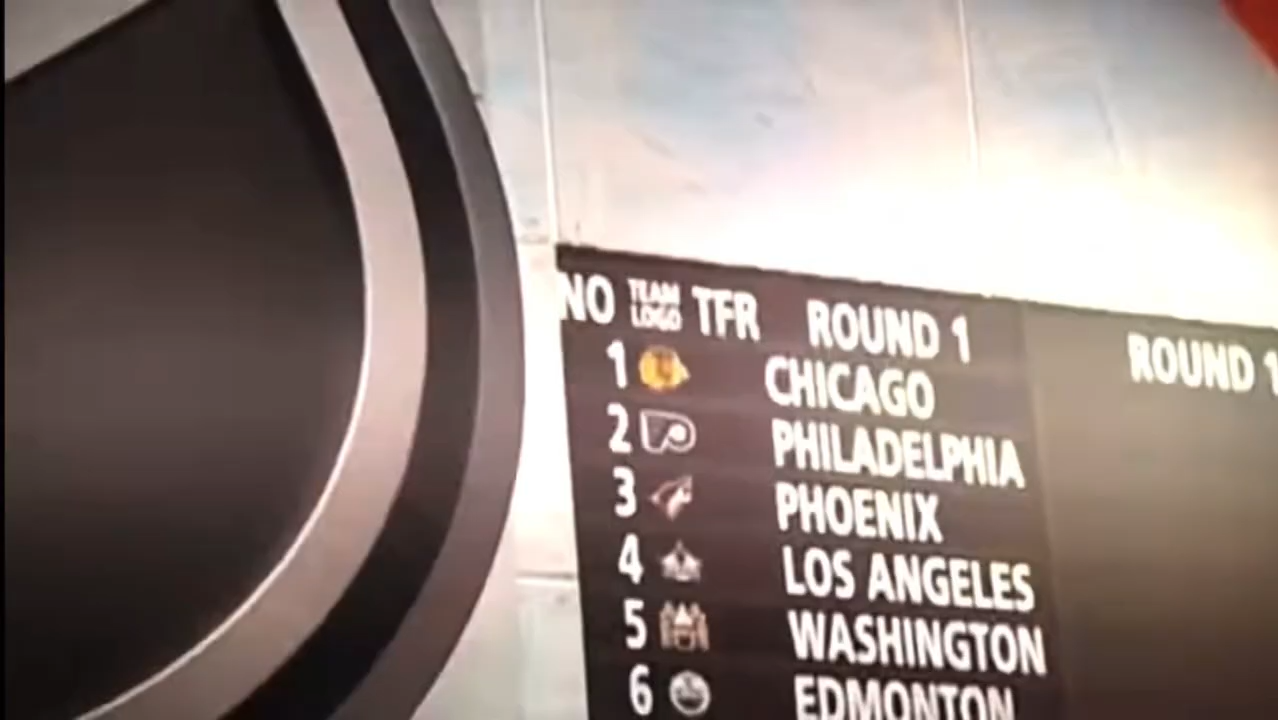 NO TEAM LOGO TFR ROUND 1 ROUND 1
1 CHICAGO
2 PHILADELPHIA
3 PHOENIX
4 LOS ANGELES
5 WASHINGTON
6 EDMONTON